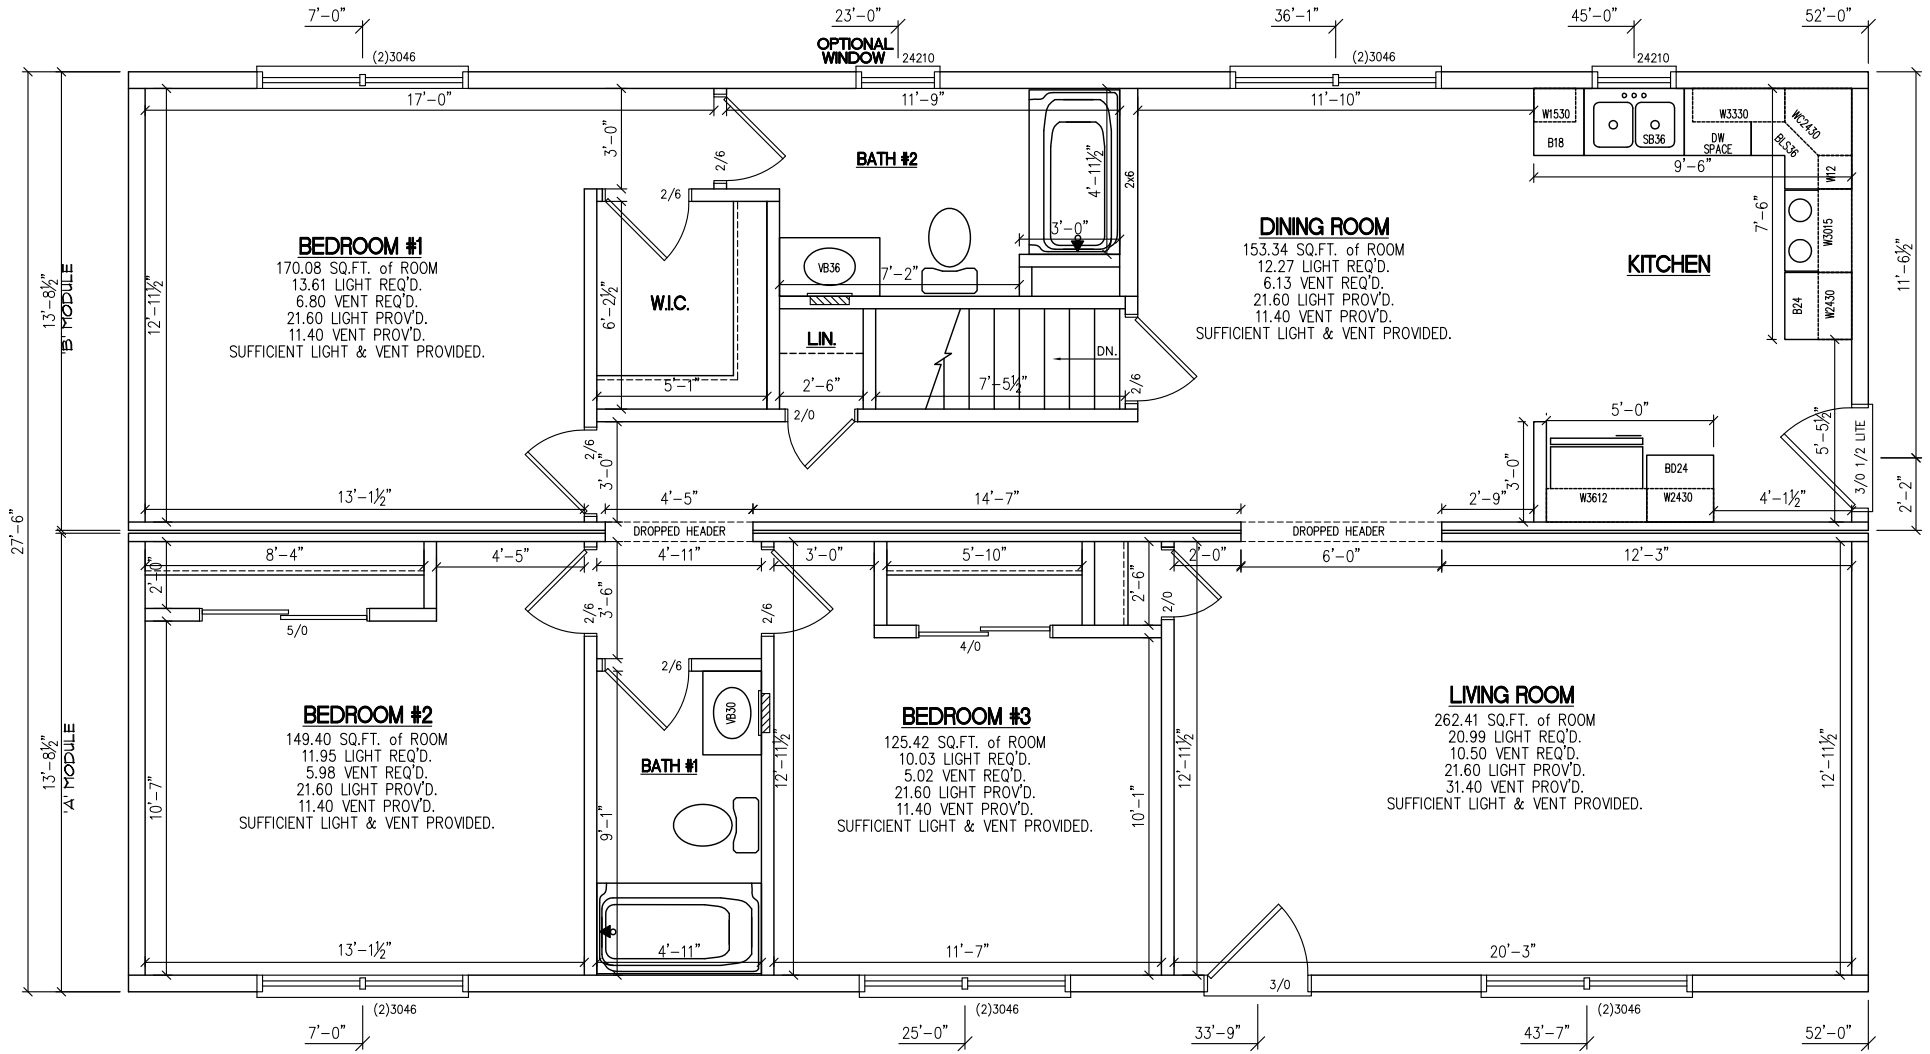 7'-0" 23'-0" 36'-1" 45'-0" 52'-0"
OPTIONAL
WINDOW
(2)3046 24210 (2)3046 24210
17'-0" 11'-9" 11'-10"
3'-0"
2/6
2/6
BATH #2
4'-11½"
2x6
3'-0"
7'-2"
VB36
W1530
B18
SB36
W3330
DW
SPACE
WC2430
BLS36
W12
9'-6"
7'-6"
W3015
B24
W2430
11'-6½"
2'-2"
BEDROOM #1
170.08 SQ.FT. of ROOM
13.61 LIGHT REQ'D.
6.80 VENT REQ'D.
21.60 LIGHT PROV'D.
11.40 VENT PROV'D.
SUFFICIENT LIGHT & VENT PROVIDED.
12'-11½"
13'-8½"
'B' MODULE
27'-6"
6'-2½"
W.I.C.
LIN.
DN.
5'-1" 2'-6" 7'-5½"
2/0
2/6
2/6
DINING ROOM
153.34 SQ.FT. of ROOM
12.27 LIGHT REQ'D.
6.13 VENT REQ'D.
21.60 LIGHT PROV'D.
11.40 VENT PROV'D.
SUFFICIENT LIGHT & VENT PROVIDED.
KITCHEN
5'-0"
BD24
W3612 W2430
3'-0"
5'-5½"
3/0 1/2 LITE
13'-1½" 3'-0" 4'-5" 14'-7" 2'-9" 4'-1½"
DROPPED HEADER DROPPED HEADER
8'-4" 4'-5" 4'-11" 3'-0" 5'-10" 2'-0" 6'-0" 12'-3"
2'-0"
3'-6"
2'-6"
2/6
2/6
2/0
5/0
4/0
2/6
VB30
BEDROOM #2
149.40 SQ.FT. of ROOM
11.95 LIGHT REQ'D.
5.98 VENT REQ'D.
21.60 LIGHT PROV'D.
11.40 VENT PROV'D.
SUFFICIENT LIGHT & VENT PROVIDED.
13'-8½"
'A' MODULE
10'-7"
BATH #1
9'-1"
12'-11½"
BEDROOM #3
125.42 SQ.FT. of ROOM
10.03 LIGHT REQ'D.
5.02 VENT REQ'D.
21.60 LIGHT PROV'D.
11.40 VENT PROV'D.
SUFFICIENT LIGHT & VENT PROVIDED.
10'-1"
12'-11½"
LIVING ROOM
262.41 SQ.FT. of ROOM
20.99 LIGHT REQ'D.
10.50 VENT REQ'D.
21.60 LIGHT PROV'D.
31.40 VENT PROV'D.
SUFFICIENT LIGHT & VENT PROVIDED.
12'-11½"
13'-1½" 4'-11" 11'-7" 20'-3"
3/0
(2)3046 (2)3046 (2)3046
7'-0" 25'-0" 33'-9" 43'-7" 52'-0"